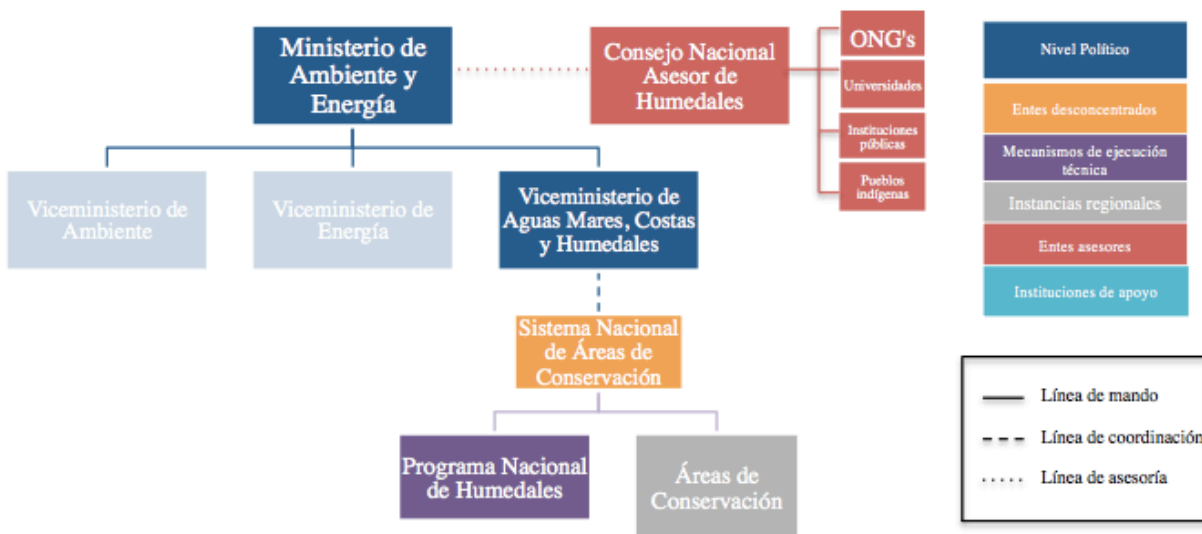 Ministerio de
Ambiente y
Energía
Consejo Nacional
Asesor de
Humedales
ONG's
Universidades
Instituciones
públicas
Pueblos
indígenas
Viceministerio de
Ambiente
Viceministerio de
Energía
Viceministerio de
Aguas Mares, Costas
y Humedales
Sistema Nacional
de Áreas de
Conservación
Programa Nacional
de Humedales
Áreas de
Conservación
Nivel Político
Entes desconcentrados
Mecanismos de ejecución
técnica
Instancias regionales
Entes asesores
Instituciones de apoyo
Línea de mando
Línea de coordinación
Línea de asesoría